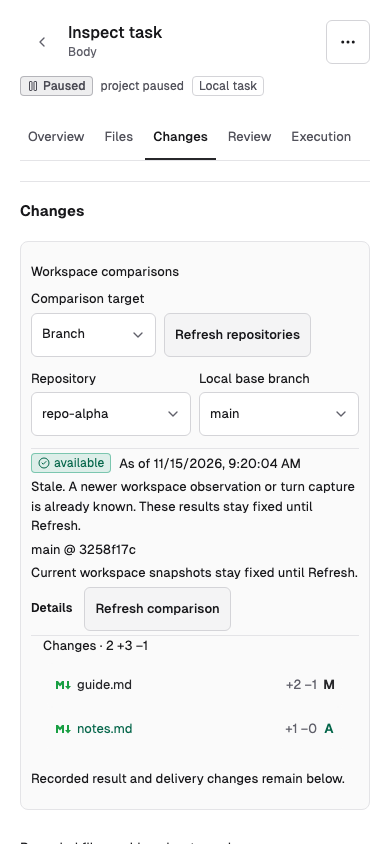 Inspect task
Body
Paused project paused Local task
Overview Files Changes Review Execution
Changes
Workspace comparisons
Comparison target
Branch Refresh repositories
Repository Local base branch
repo-alpha main
available As of 11/15/2026, 9:20:04 AM
Stale. A newer workspace observation or turn capture
is already known. These results stay fixed until
Refresh.
main @ 3258f17c
Current workspace snapshots stay fixed until Refresh.
Details Refresh comparison
Changes · 2 +3 −1
M↓ guide.md +2 −1 M
M↓ notes.md +1 −0 A
Recorded result and delivery changes remain below.